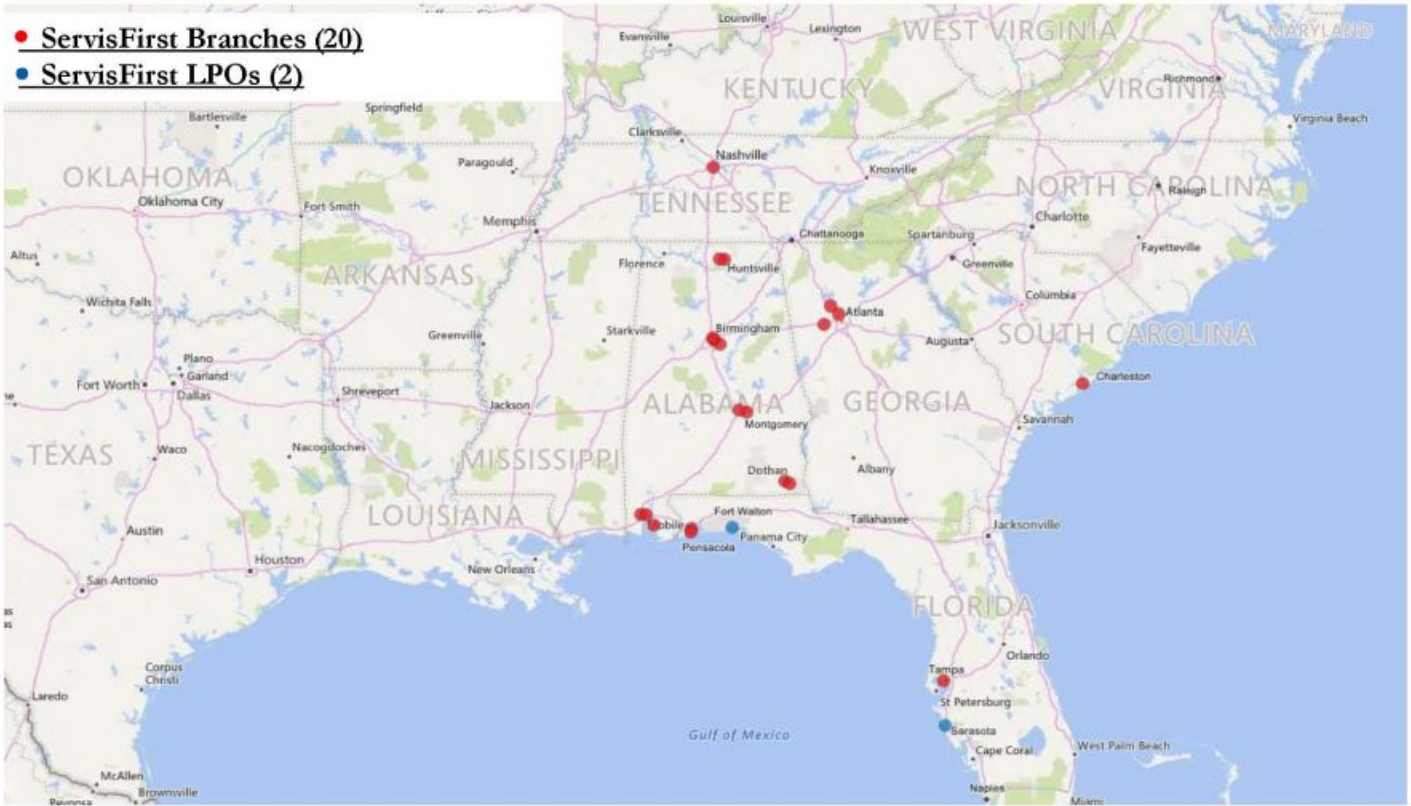 ServisFirst Branches (20)
ServisFirst LPOs (2)
Louisville
Lexington
Evansville
WEST VIRGINIA
MARYLAND
KENTUCKY
VIRGINIA
Richmond
Springfield
Bartlesville
Virginia Beach
Clarksville
Nashville
Paragould
Knoxville
OKLAHOMA
NORTH CAROLINA
Raleigh
Oklahoma City
Fort Smith
TENNESSEE
Memphis
Charlotte
Chattanooga
Spartanburg
Fayetteville
Altus
Florence
Huntsville
Greenville
ARKANSAS
Wichita Falls
Columbia
Atlanta
Greenville
Starkville
Birmingham
Augusta
SOUTH CAROLINA
Plano
Garland
Fort Worth
Dallas
Shreveport
Charleston
Jackson
ALABAMA
GEORGIA
Montgomery
Savannah
TEXAS
Waco
Nacogdoches
MISSISSIPPI
Dothan
Albany
LOUISIANA
Fort Walton
Tallahassee
Austin
obile
Jacksonville
Pensacola
Panama City
Houston
New Orleans
San Antonio
FLORIDA
Orlando
Corpus
Christi
Tampa
Laredo
St Petersburg
Gulf of Mexico
Sarasota
Cape Coral
West Palm Beach
McAllen
Brownsville
Naples
Miami